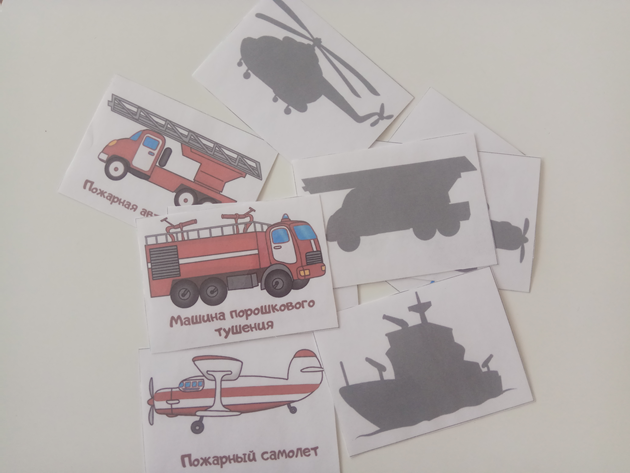 Пожарная
Машина порошкового
тушения
Пожарный самолет